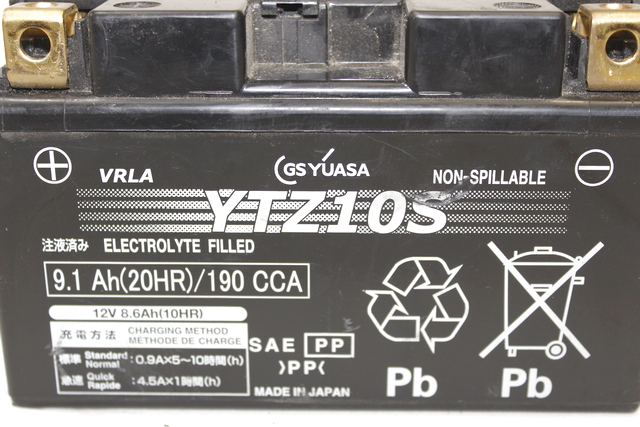 VRLA
GS YUASA
NON-SPILLABLE
YTZ10S
注液済み ELECTROLYTE FILLED
9.1 Ah(20HR)/190 CCA
12V 8.6Ah(10HR)
充電方法 CHARGING METHOD
METHODE DE CHARGE
標準 Standard Normal : 0.9A×5~10時間(h)
急速 Quick Rapide : 4.5A×1時間(h)
SAE PP
>PP<
MADE IN JAPAN
Pb
Pb